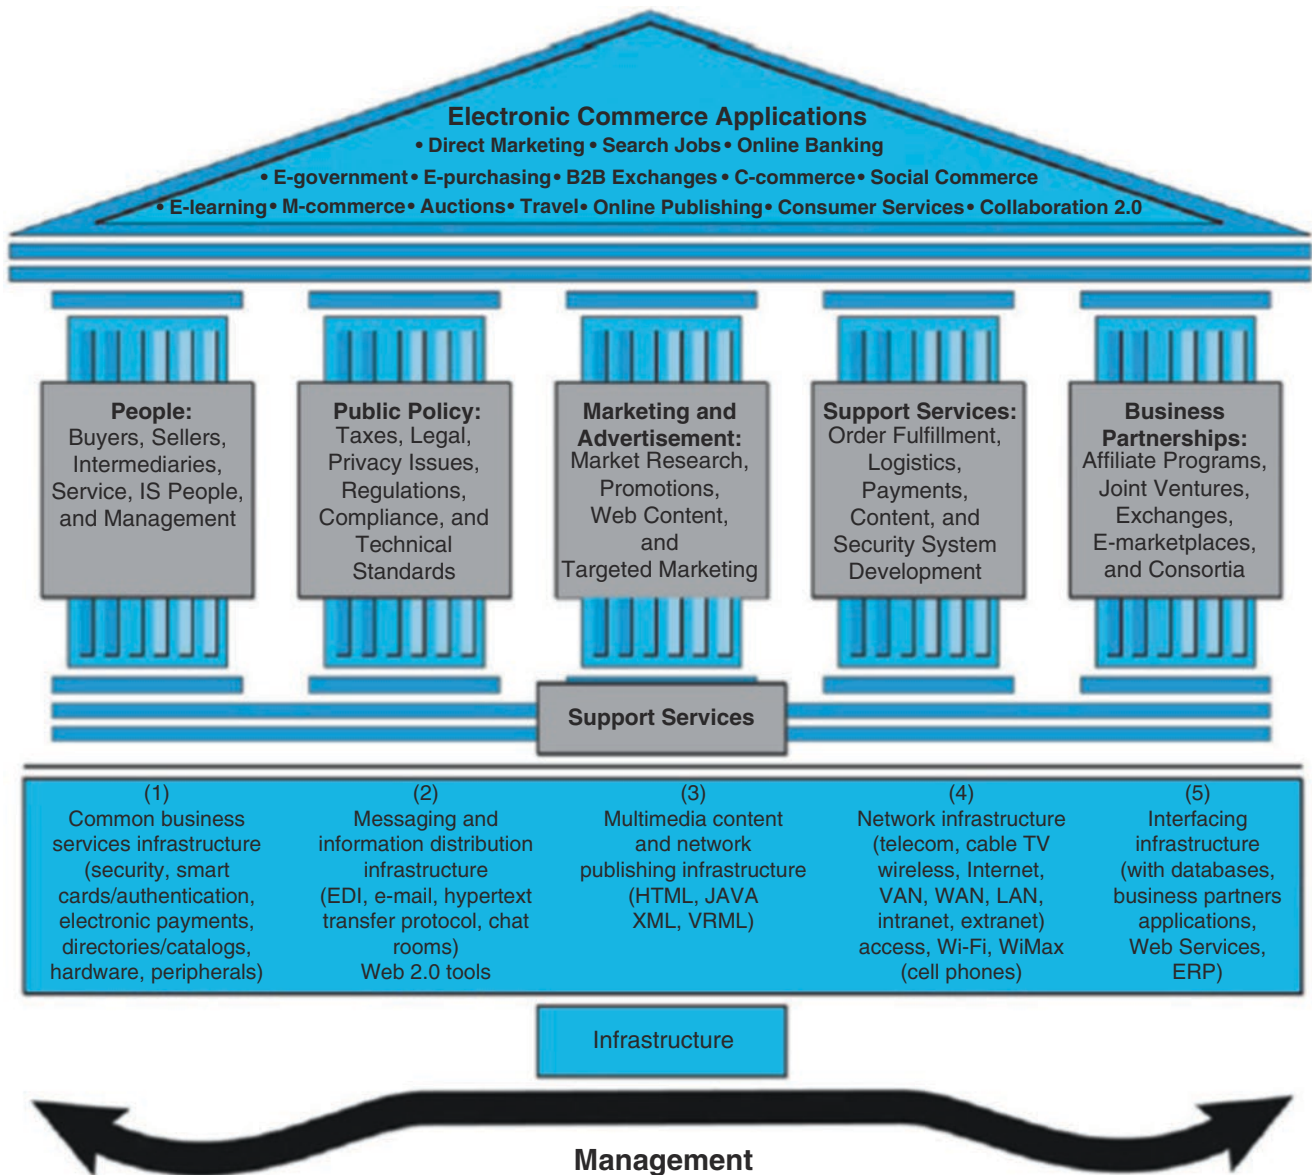 Electronic Commerce Applications
• Direct Marketing • Search Jobs • Online Banking
• E-government • E-purchasing • B2B Exchanges • C-commerce • Social Commerce
• E-learning • M-commerce • Auctions • Travel • Online Publishing • Consumer Services • Collaboration 2.0
People:
Buyers, Sellers,
Intermediaries,
Service, IS People,
and Management
Public Policy:
Taxes, Legal,
Privacy Issues,
Regulations,
Compliance, and
Technical
Standards
Marketing and
Advertisement:
Market Research,
Promotions,
Web Content,
and
Targeted Marketing
Support Services:
Order Fulfillment,
Logistics,
Payments,
Content, and
Security System
Development
Business
Partnerships:
Affiliate Programs,
Joint Ventures,
Exchanges,
E-marketplaces,
and Consortia
Support Services
(1)
Common business
services infrastructure
(security, smart
cards/authentication,
electronic payments,
directories/catalogs,
hardware, peripherals)
(2)
Messaging and
information distribution
infrastructure
(EDI, e-mail, hypertext
transfer protocol, chat
rooms)
Web 2.0 tools
(3)
Multimedia content
and network
publishing infrastructure
(HTML, JAVA
XML, VRML)
(4)
Network infrastructure
(telecom, cable TV
wireless, Internet,
VAN, WAN, LAN,
intranet, extranet)
access, Wi-Fi, WiMax
(cell phones)
(5)
Interfacing
infrastructure
(with databases,
business partners
applications,
Web Services,
ERP)
Infrastructure
Management